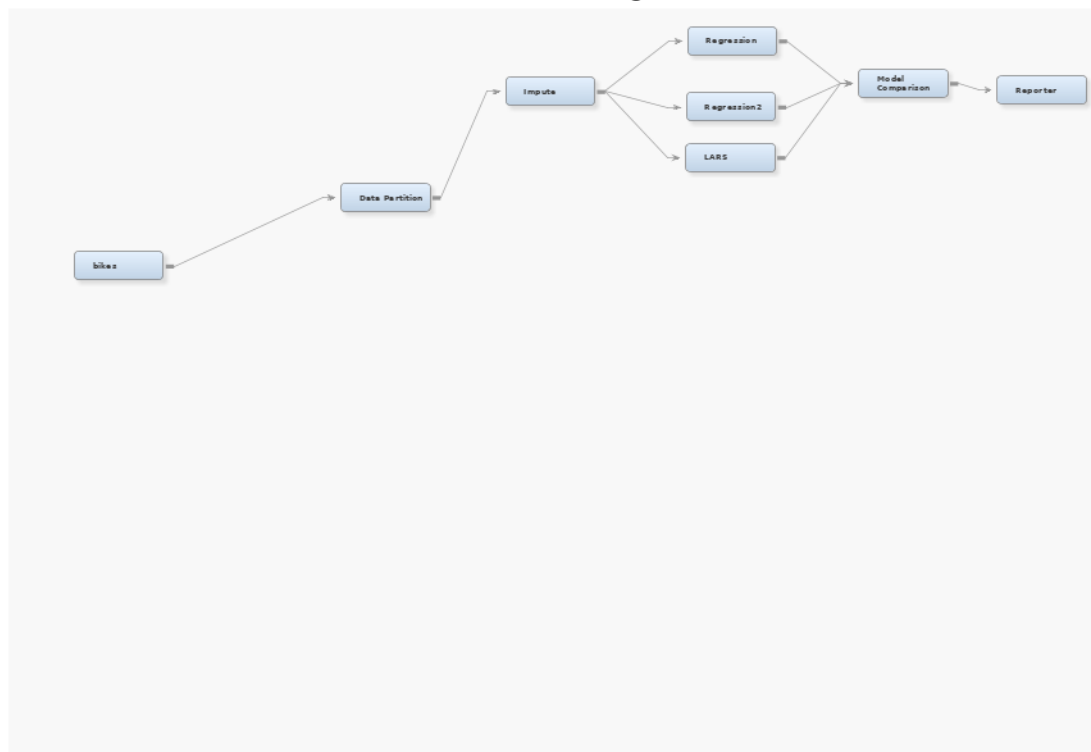 Regression
Model
Comparison
Impute
Reporter
Regression2
LARS
Data Partition
bikes